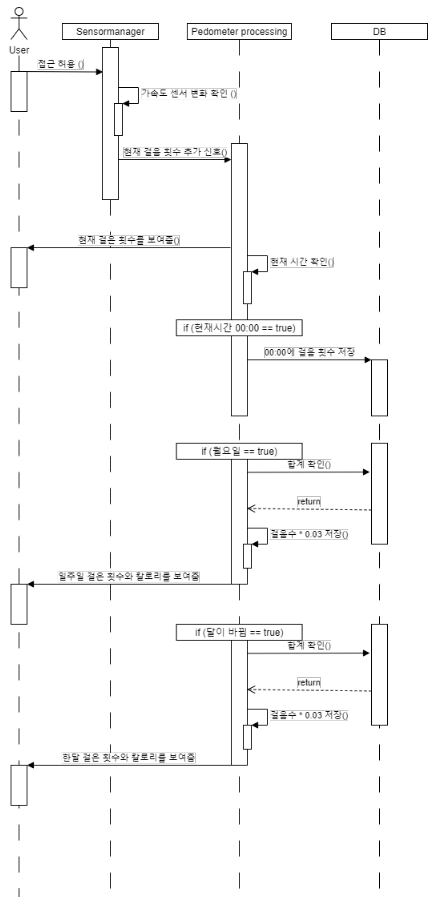 User
Sensormanager
Pedometer processing
DB
접근 허용 ()
가속도 센서 변화 확인 ()
현재 걸음 횟수 추가 신호()
현재 걸은 횟수를 보여줌()
현재 시간 확인()
if (현재시간 00:00 == true)
00:00에 걸음 횟수 저장
if (월요일 == true)
합계 확인()
return
걸음수 * 0.03 저장()
일주일 걸은 횟수와 칼로리를 보여줌
if (달이 바뀜 == true)
합계 확인()
return
걸음수 * 0.03 저장()
한달 걸은 횟수와 칼로리를 보여줌